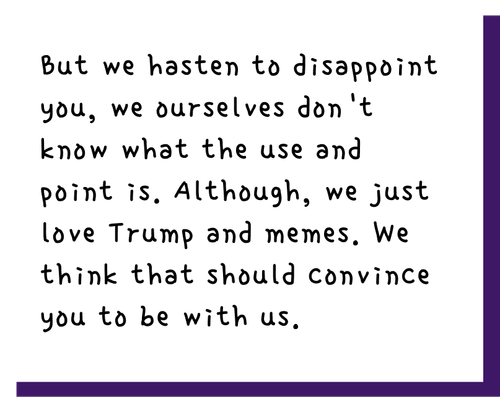 But we hasten to disappoint
you, we ourselves don't
know what the use and
point is. Although, we just
love Trump and memes. We
think that should convince
you to be with us.